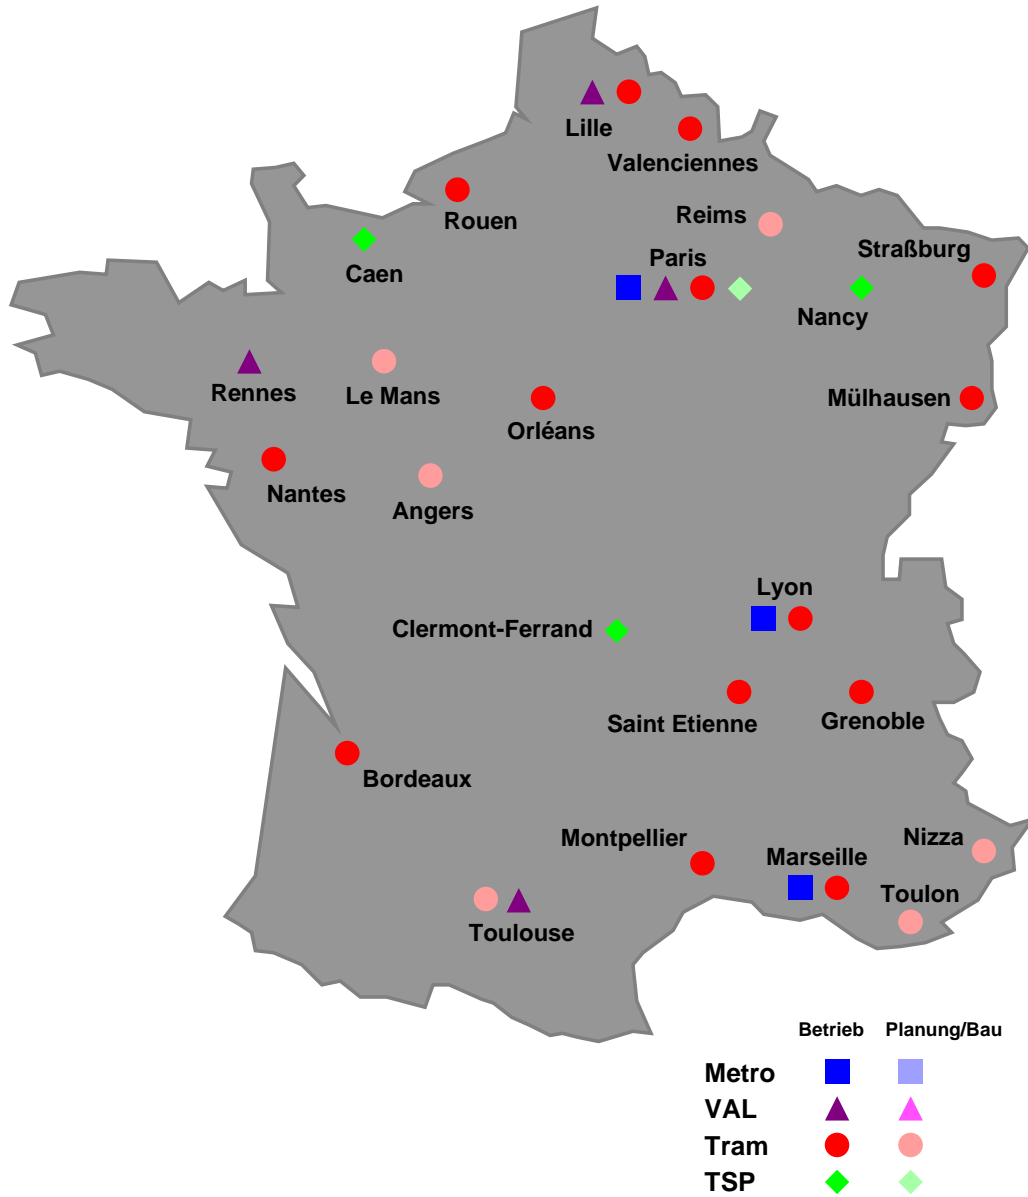 Lille
Valenciennes
Rouen
Reims
Straßburg
Caen
Paris
Nancy
Rennes
Le Mans
Orléans
Mülhausen
Nantes
Angers
Lyon
Clermont-Ferrand
Saint Etienne
Grenoble
Bordeaux
Montpellier
Nizza
Marseille
Toulon
Toulouse
Betrieb Planung/Bau
Metro
VAL
Tram
TSP